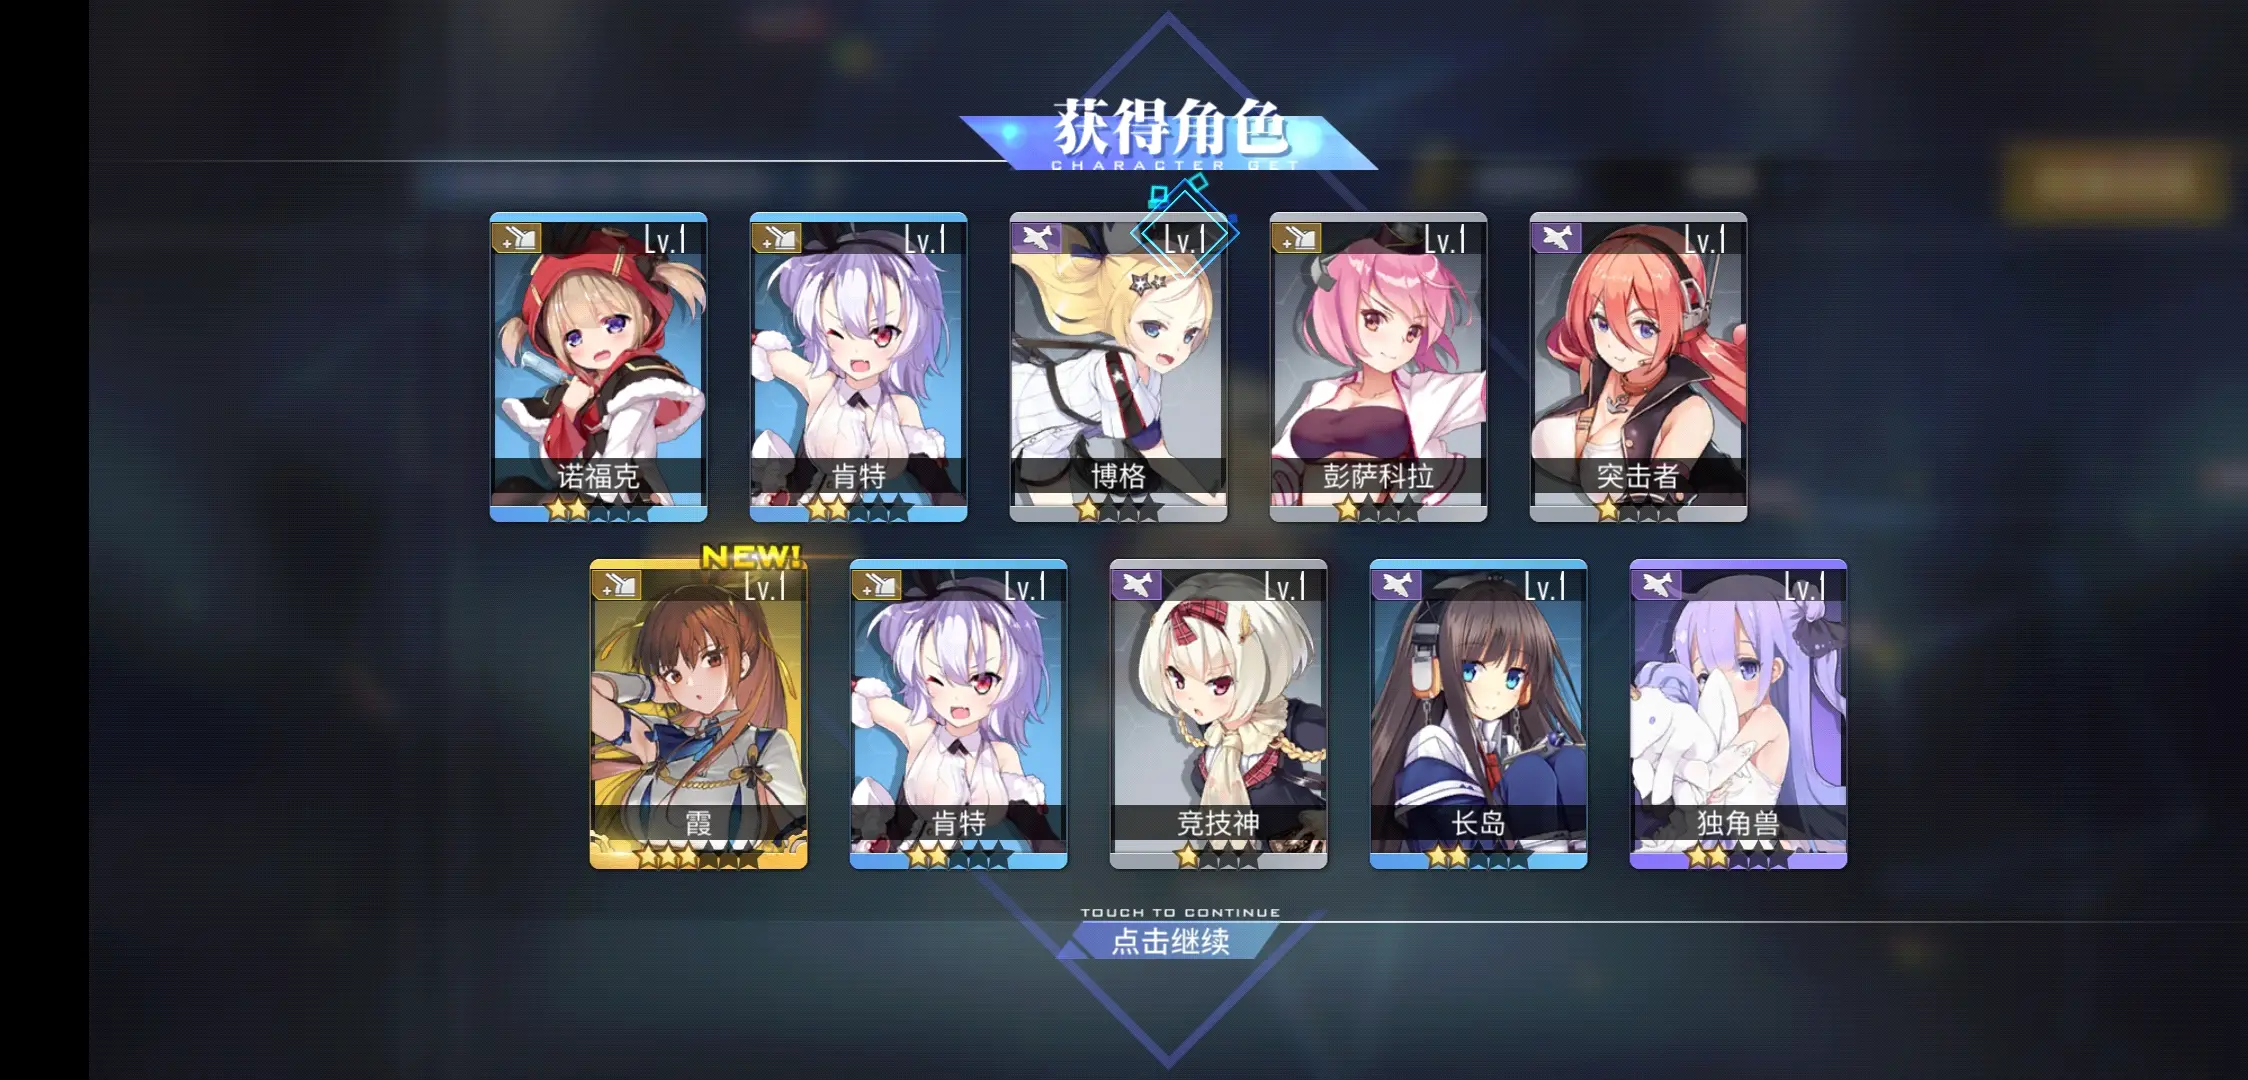 获得角色
CHARACTER GET
Lv.1
Lv.1
Lv.1
Lv.1
Lv.1
诺福克
肯特
博格
彭萨科拉
突击者
NEW!
Lv.1
Lv.1
Lv.1
Lv.1
Lv.1
霞
肯特
竞技神
长岛
独角兽
TOUCH TO CONTINUE
点击继续